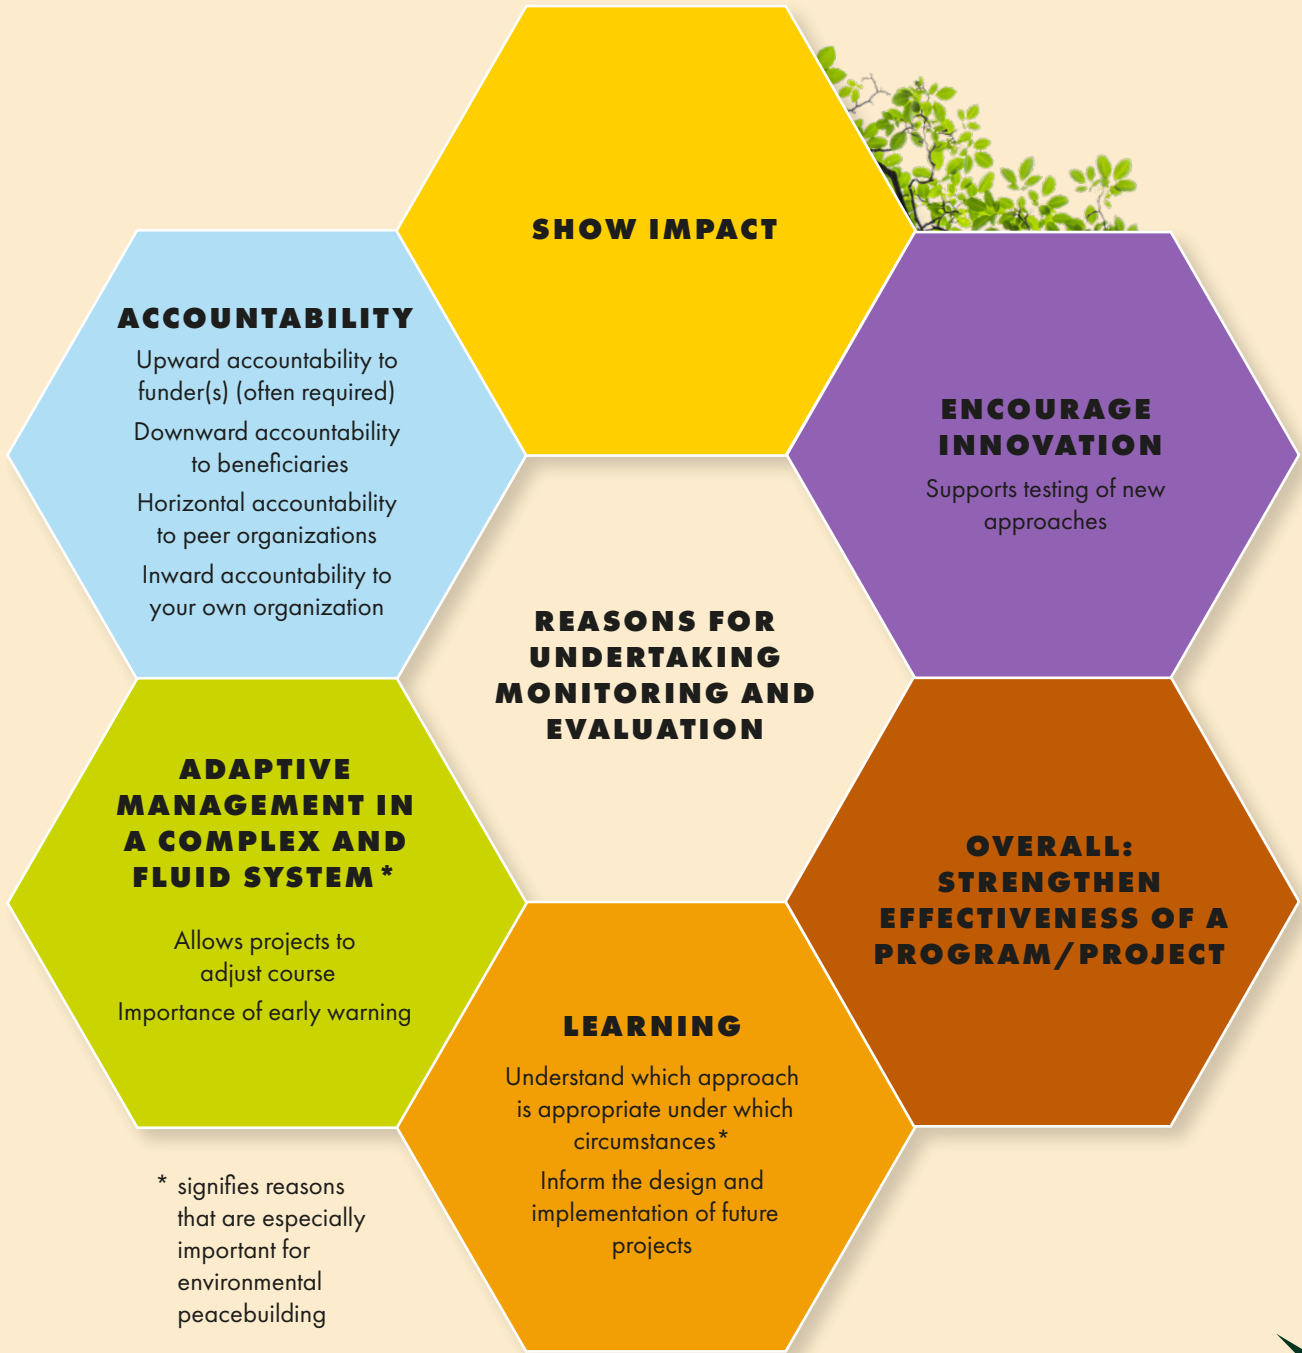 SHOW IMPACT
ACCOUNTABILITY
Upward accountability to
funder(s) (often required)
Downward accountability
to beneficiaries
Horizontal accountability
to peer organizations
Inward accountability to
your own organization
ENCOURAGE
INNOVATION
Supports testing of new
approaches
REASONS FOR
UNDERTAKING
MONITORING AND
EVALUATION
ADAPTIVE
MANAGEMENT IN
A COMPLEX AND
FLUID SYSTEM*
Allows projects to
adjust course
Importance of early warning
OVERALL:
STRENGTHEN
EFFECTIVENESS OF A
PROGRAM/PROJECT
LEARNING
Understand which approach
is appropriate under which
circumstances*
Inform the design and
implementation of future
projects
* signifies reasons
that are especially
important for
environmental
peacebuilding